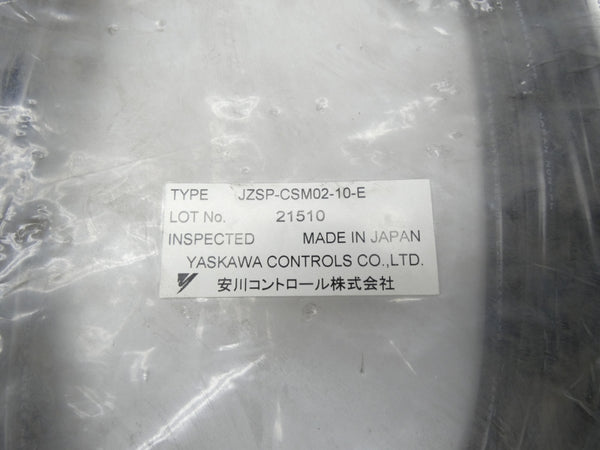 TYPE JZSP-CSM02-10-E
LOT No. 21510
INSPECTED MADE IN JAPAN
YASKAWA CONTROLS CO.,LTD.
安川コントロール株式会社